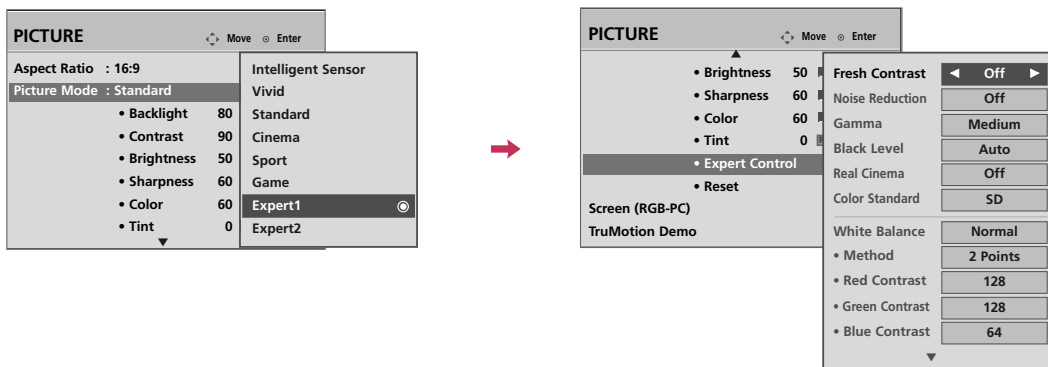 PICTURE
Move Enter
Aspect Ratio : 16:9
Picture Mode : Standard
• Backlight 80
• Contrast 90
• Brightness 50
• Sharpness 60
• Color 60
• Tint 0
Intelligent Sensor
Vivid
Standard
Cinema
Sport
Game
Expert1
Expert2
PICTURE
Move Enter
• Brightness 50
• Sharpness 60
• Color 60
• Tint 0
• Expert Control
• Reset
Screen (RGB-PC)
TruMotion Demo
Fresh Contrast Off
Noise Reduction Off
Gamma Medium
Black Level Auto
Real Cinema Off
Color Standard SD
White Balance Normal
• Method 2 Points
• Red Contrast 128
• Green Contrast 128
• Blue Contrast 64